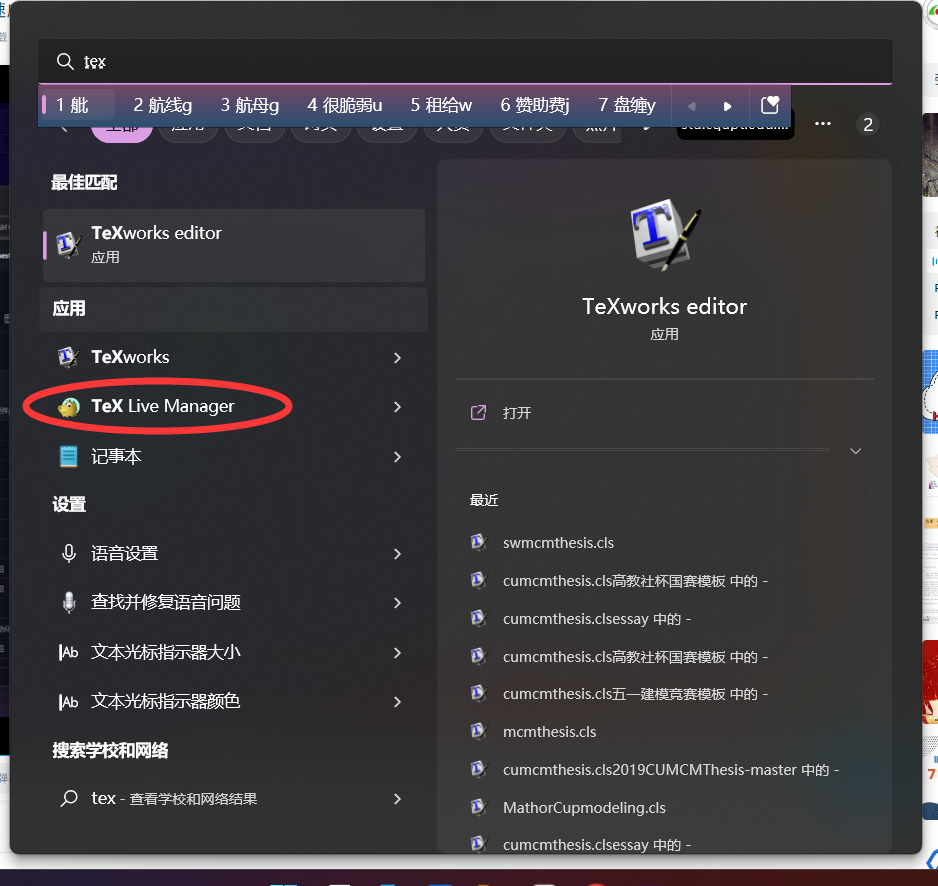 tex
1 舭 2 航线g 3 航母g 4 很脆弱u 5 租给w 6 赞助费j 7 盘缠y
2
最佳匹配
TeXworks editor
应用
应用
TeXworks
TeX Live Manager
记事本
设置
语音设置
查找并修复语音问题
Ab 文本光标指示器大小
Ab 文本光标指示器颜色
搜索学校和网络
tex - 查看学校和网络结果
TeXworks editor
应用
打开
最近
swmcmthesis.cls
cumcmthesis.cls高教社杯国赛模板 中的 -
cumcmthesis.clsessay 中的 -
cumcmthesis.cls高教社杯国赛模板 中的 -
cumcmthesis.cls五一建模竞赛模板 中的 -
mcmthesis.cls
cumcmthesis.cls2019CUMCMThesis-master 中的 -
MathorCupmodeling.cls
cumcmthesis.clsessay 中的 -